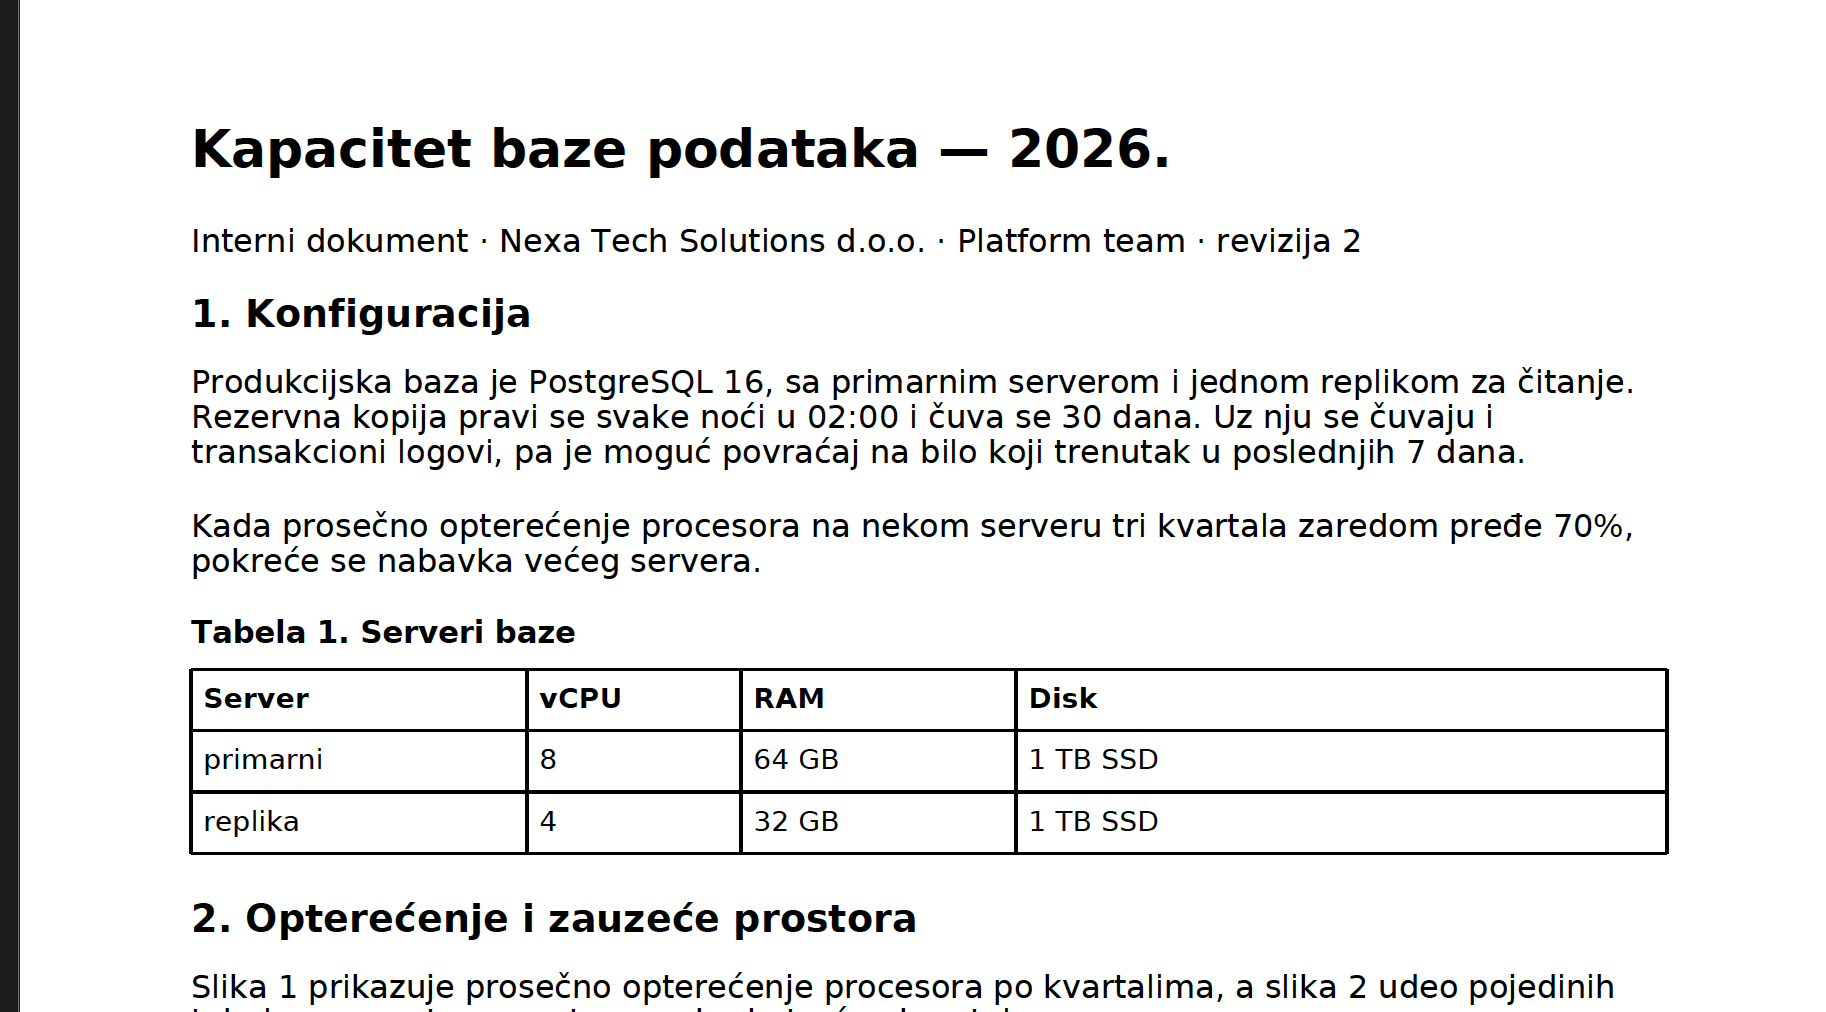 Kapacitet baze podataka — 2026.
Interni dokument · Nexa Tech Solutions d.o.o. · Platform team · revizija 2
1. Konfiguracija
Produkcijska baza je PostgreSQL 16, sa primarnim serverom i jednom replikom za čitanje.
Rezervna kopija pravi se svake noći u 02:00 i čuva se 30 dana. Uz nju se čuvaju i
transakcioni logovi, pa je moguć povraćaj na bilo koji trenutak u poslednjih 7 dana.
Kada prosečno opterećenje procesora na nekom serveru tri kvartala zaredom pređe 70%,
pokreće se nabavka većeg servera.
Tabela 1. Serveri baze
Server vCPU RAM Disk
primarni 8 64 GB 1 TB SSD
replika 4 32 GB 1 TB SSD
2. Opterećenje i zauzeće prostora
Slika 1 prikazuje prosečno opterećenje procesora po kvartalima, a slika 2 udeo pojedinih